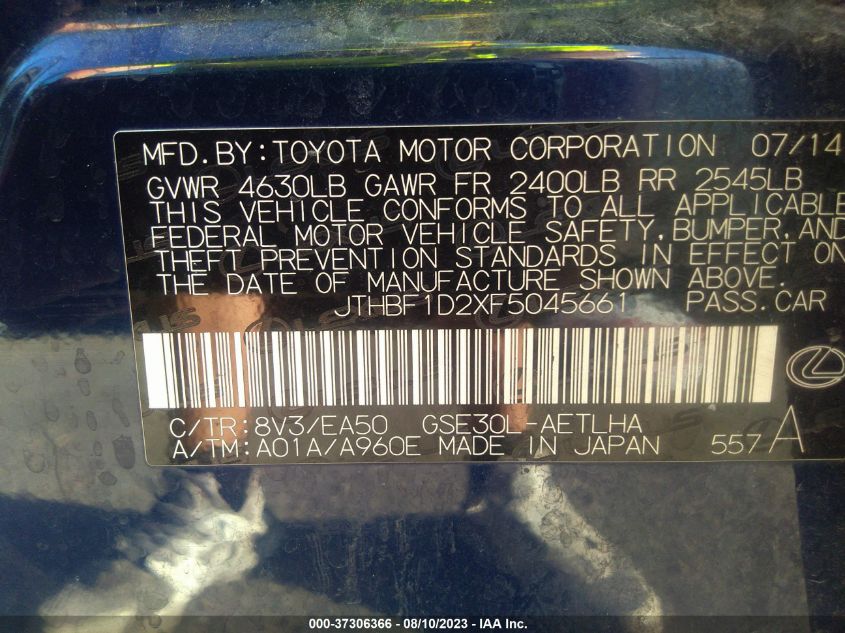 MFD.BY:TOYOTA MOTOR CORPORATION 07/14
GVWR 4630LB GAWR FR 2400LB RR 2545LB
THIS VEHICLE CONFORMS TO ALL APPLICABLE
FEDERAL MOTOR VEHICLE SAFETY,BUMPER,AND
THEFT PREVENTION STANDARDS IN EFFECT ON
THE DATE OF MANUFACTURE SHOWN ABOVE.
JTHBF1D2XF5045661 PASS.CAR
C/TR:8V3/EA50 GSE30L-AETLHA
A/TM:A01A/A960E MADE IN JAPAN 557 A
000-37306366 - 08/10/2023 - IAA Inc.